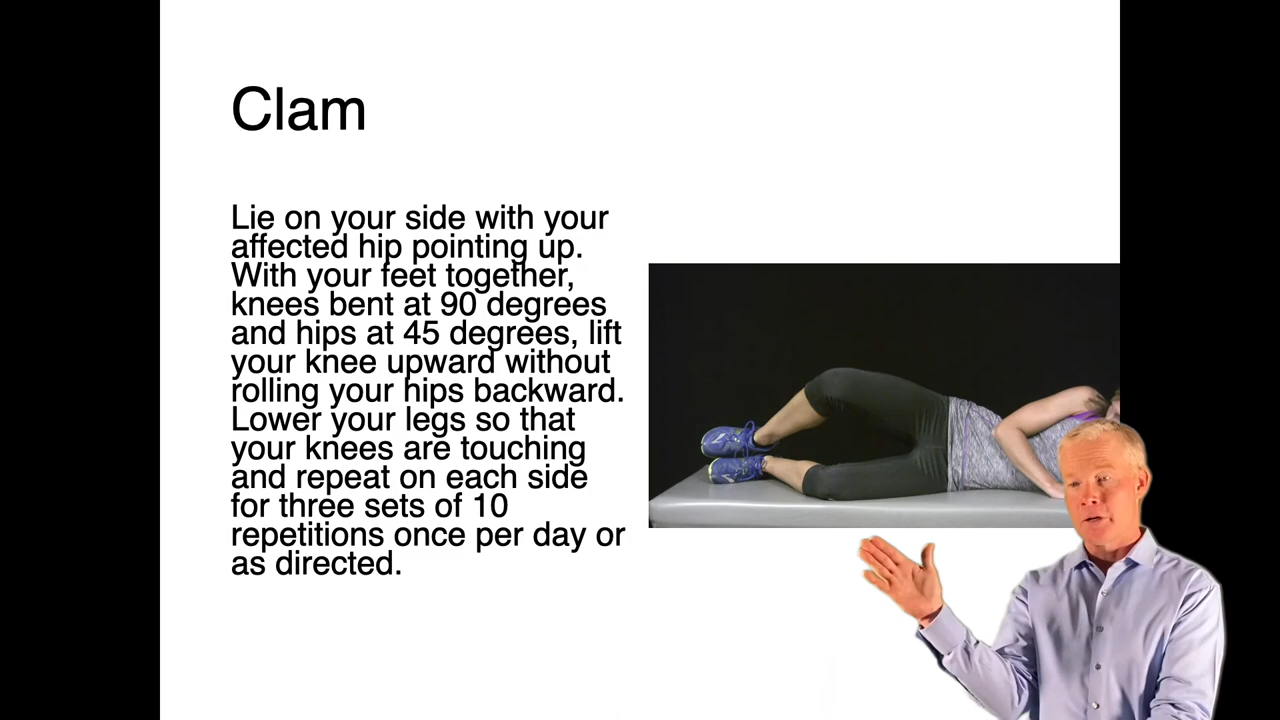 Clam
Lie on your side with your
affected hip pointing up.
With your feet together,
knees bent at 90 degrees
and hips at 45 degrees, lift
your knee upward without
rolling your hips backward.
Lower your legs so that
your knees are touching
and repeat on each side
for three sets of 10
repetitions once per day or
as directed.